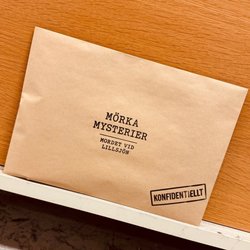 MÖRKA
MYSTERIER
MORDET VID
LILLSJÖN
KONFIDENTIELLT